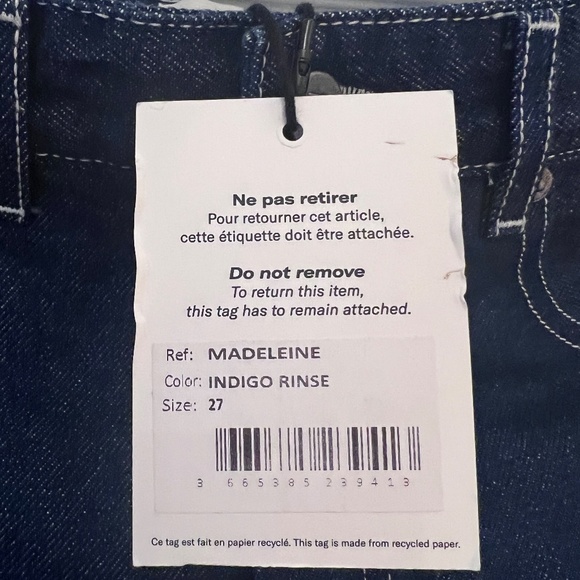 Ne pas retirer
Pour retourner cet article,
cette étiquette doit être attachée.
Do not remove
To return this item,
this tag has to remain attached.
Ref: MADELEINE
Color: INDIGO RINSE
Size: 27
3 665385 239413
Ce tag est fait en papier recyclé. This tag is made from recycled paper.